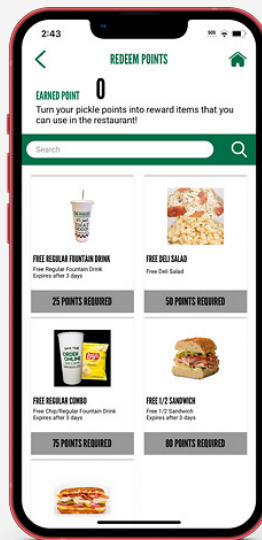 2:43
REDEEM POINTS
EARNED POINT 0
Turn your pickle points into reward items that you
can use in the restaurant!
Search
FREE REGULAR FOUNTAIN DRINK
Free Regular Fountain Drink
Expires after 3 days
25 POINTS REQUIRED
FREE DELI SALAD
Free Deli Salad
50 POINTS REQUIRED
ORDER
ONLINE
Lay's
FREE REGULAR COMBO
Free Chip/Regular Fountain Drink
Expires after 3 days
75 POINTS REQUIRED
FREE 1/2 SANDWICH
Free 1/2 Sandwich
Expires after 3 days
80 POINTS REQUIRED